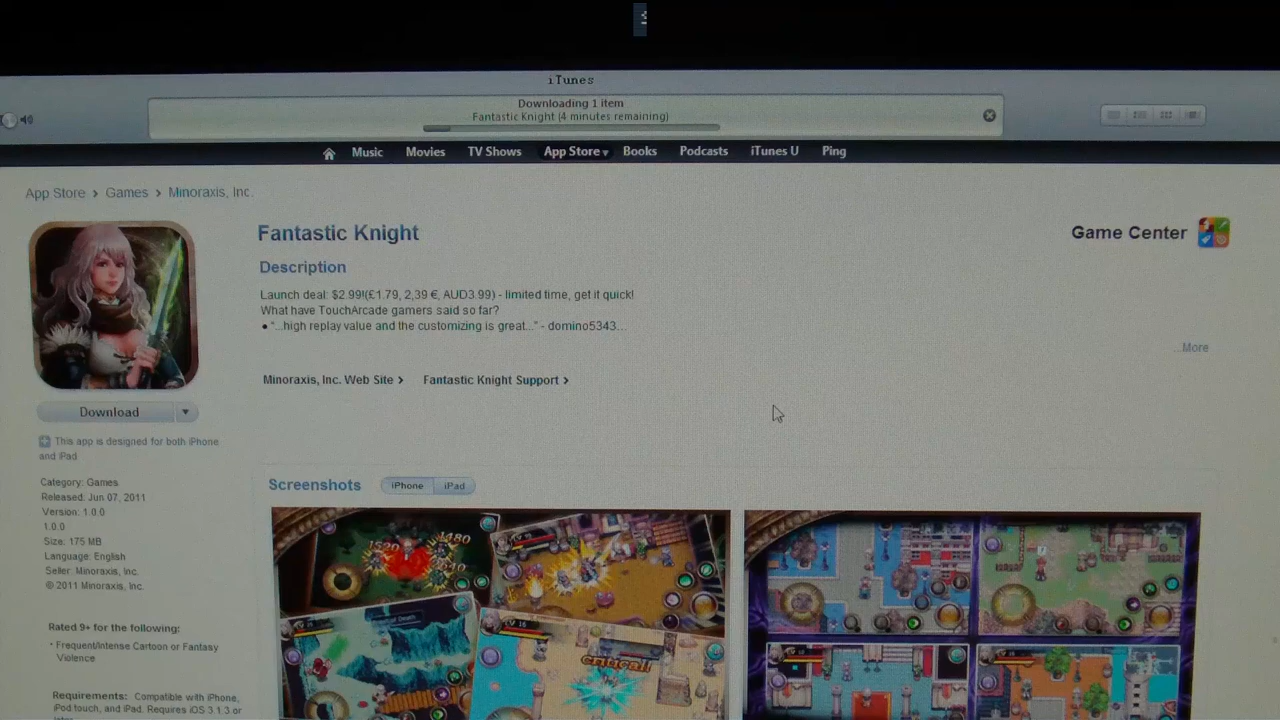 iTunes
Downloading 1 item
Fantastic Knight (4 minutes remaining)
Music Movies TV Shows App Store Books Podcasts iTunes U Ping
App Store > Games > Minoraxis, Inc.
Fantastic Knight
Game Center
Description
Launch deal: $2.99!(£1.79, 2,39 €, AUD3.99) - limited time, get it quick!
What have TouchArcade gamers said so far?
● "...high replay value and the customizing is great..." - domino5343...
...More
Minoraxis, Inc. Web Site >
Fantastic Knight Support >
Download
This app is designed for both iPhone
and iPad
Category: Games
Released: Jun 07, 2011
Version: 1.0.0
1.0.0
Size: 175 MB
Language: English
Seller: Minoraxis, Inc.
© 2011 Minoraxis, Inc.
Rated 9+ for the following:
• Frequent/Intense Cartoon or Fantasy
Violence
Requirements: Compatible with iPhone,
iPod touch, and iPad. Requires iOS 3.1.3 or
later
Screenshots
iPhone iPad
critical!